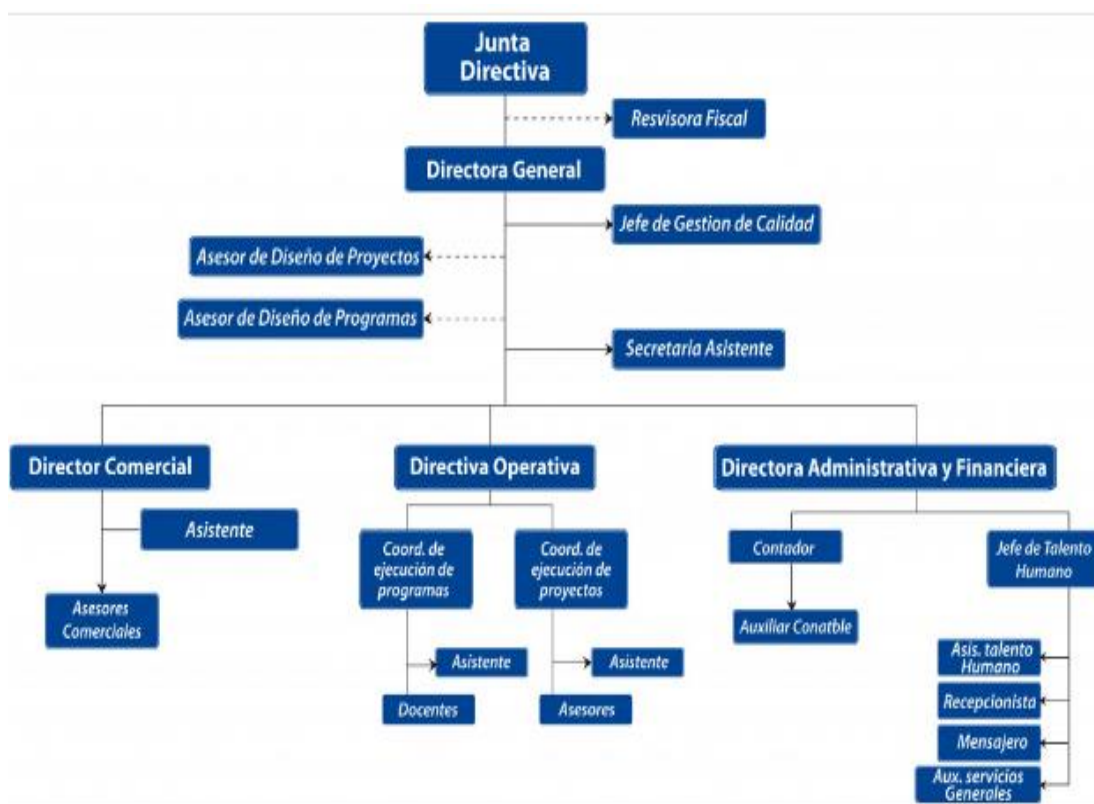 Junta
Directiva
Resvisora Fiscal
Directora General
Jefe de Gestion de Calidad
Asesor de Diseño de Proyectos
Asesor de Diseño de Programas
Secretaria Asistente
Director Comercial
Directiva Operativa
Directora Administrativa y Financiera
Asistente
Asesores
Comerciales
Coord. de
ejecución de
programas
Coord. de
ejecución de
proyectos
Asistente
Asistente
Docentes
Asesores
Contador
Jefe de Talento
Humano
Auxiliar Conatble
Asis. talento
Humano
Recepcionista
Mensajero
Aux. servicios
Generales